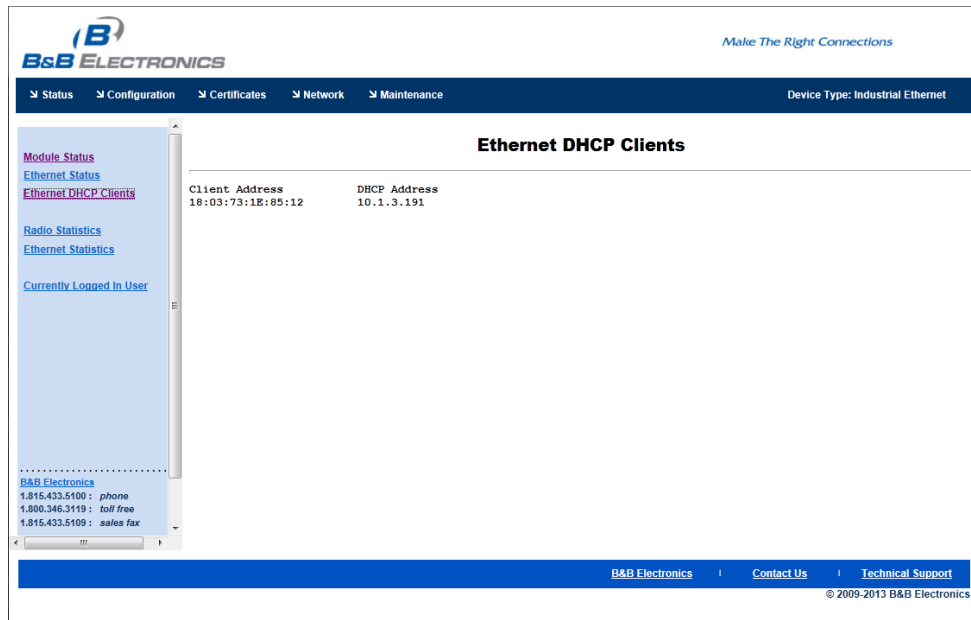 B
B&B ELECTRONICS
Make The Right Connections
Status Configuration Certificates Network Maintenance Device Type: Industrial Ethernet
Module Status
Ethernet Status
Ethernet DHCP Clients
Radio Statistics
Ethernet Statistics
Currently Logged In User
B&B Electronics
1.815.433.5100 : phone
1.800.346.3119 : toll free
1.815.433.5109 : sales fax
Ethernet DHCP Clients
Client Address DHCP Address
18:03:73:1E:85:12 10.1.3.191
B&B Electronics | Contact Us | Technical Support
© 2009-2013 B&B Electronics